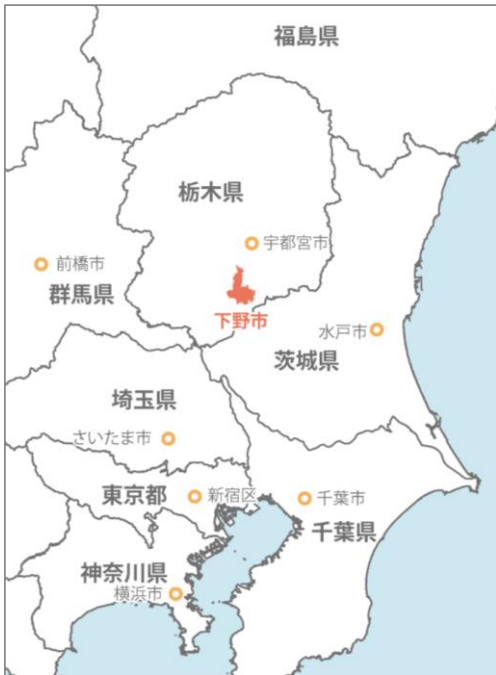 福島県
栃木県
宇都宮市
前橋市
群馬県
下野市
水戸市
茨城県
埼玉県
さいたま市
東京都
新宿区
千葉市
千葉県
神奈川県
横浜市